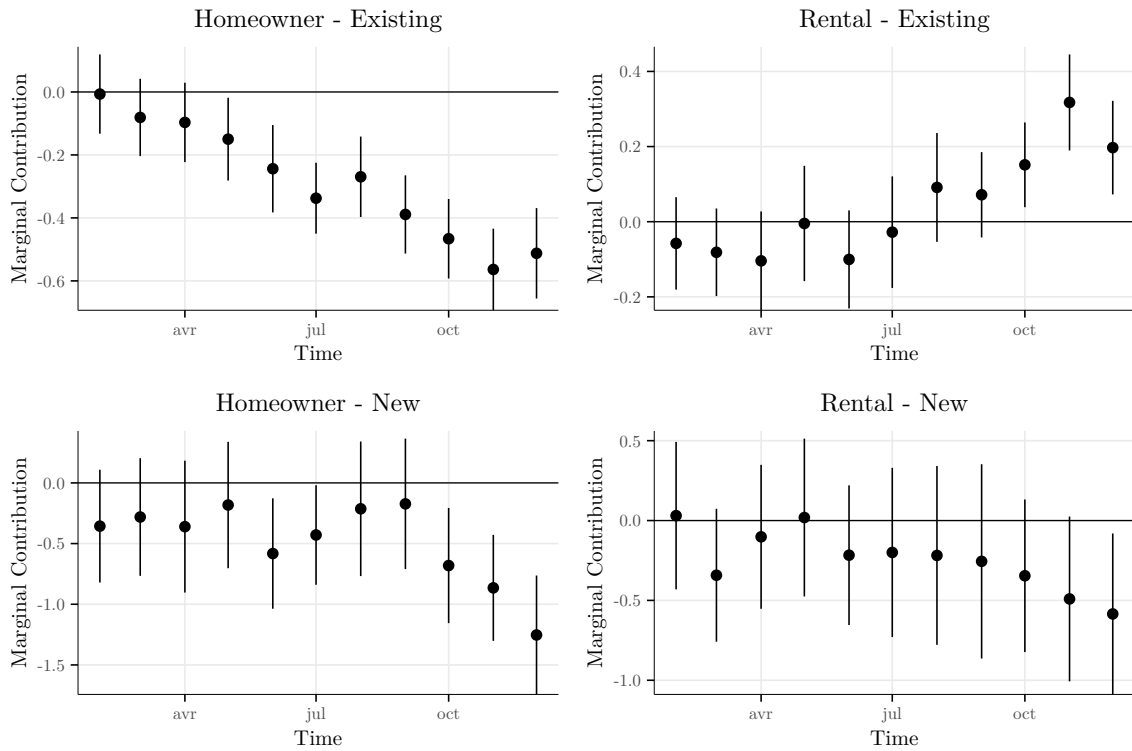 Homeowner - Existing
Marginal Contribution
0.0
-0.2
-0.4
-0.6
avr
jul
oct
Time
Rental - Existing
Marginal Contribution
0.4
0.2
0.0
-0.2
avr
jul
oct
Time
Homeowner - New
Marginal Contribution
0.0
-0.5
-1.0
-1.5
avr
jul
oct
Time
Rental - New
Marginal Contribution
0.5
0.0
-0.5
-1.0
avr
jul
oct
Time